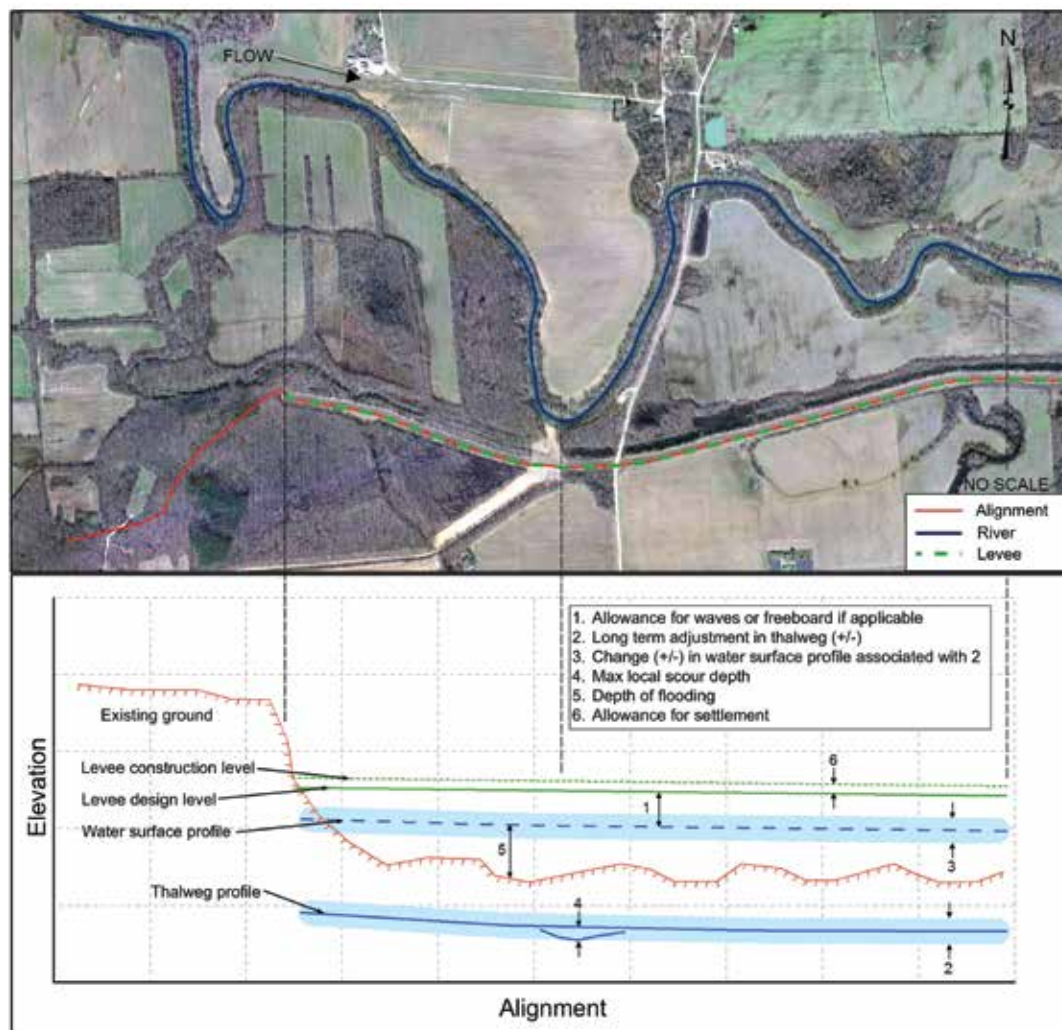 FLOW
N
NO SCALE
Alignment
River
Levee
1. Allowance for waves or freeboard if applicable
2. Long term adjustment in thalweg (+/-)
3. Change (+/-) in water surface profile associated with 2
4. Max local scour depth
5. Depth of flooding
6. Allowance for settlement
Existing ground
Levee construction level
Levee design level
Water surface profile
Thalweg profile
6
1
5
3
4
2
Elevation
Alignment